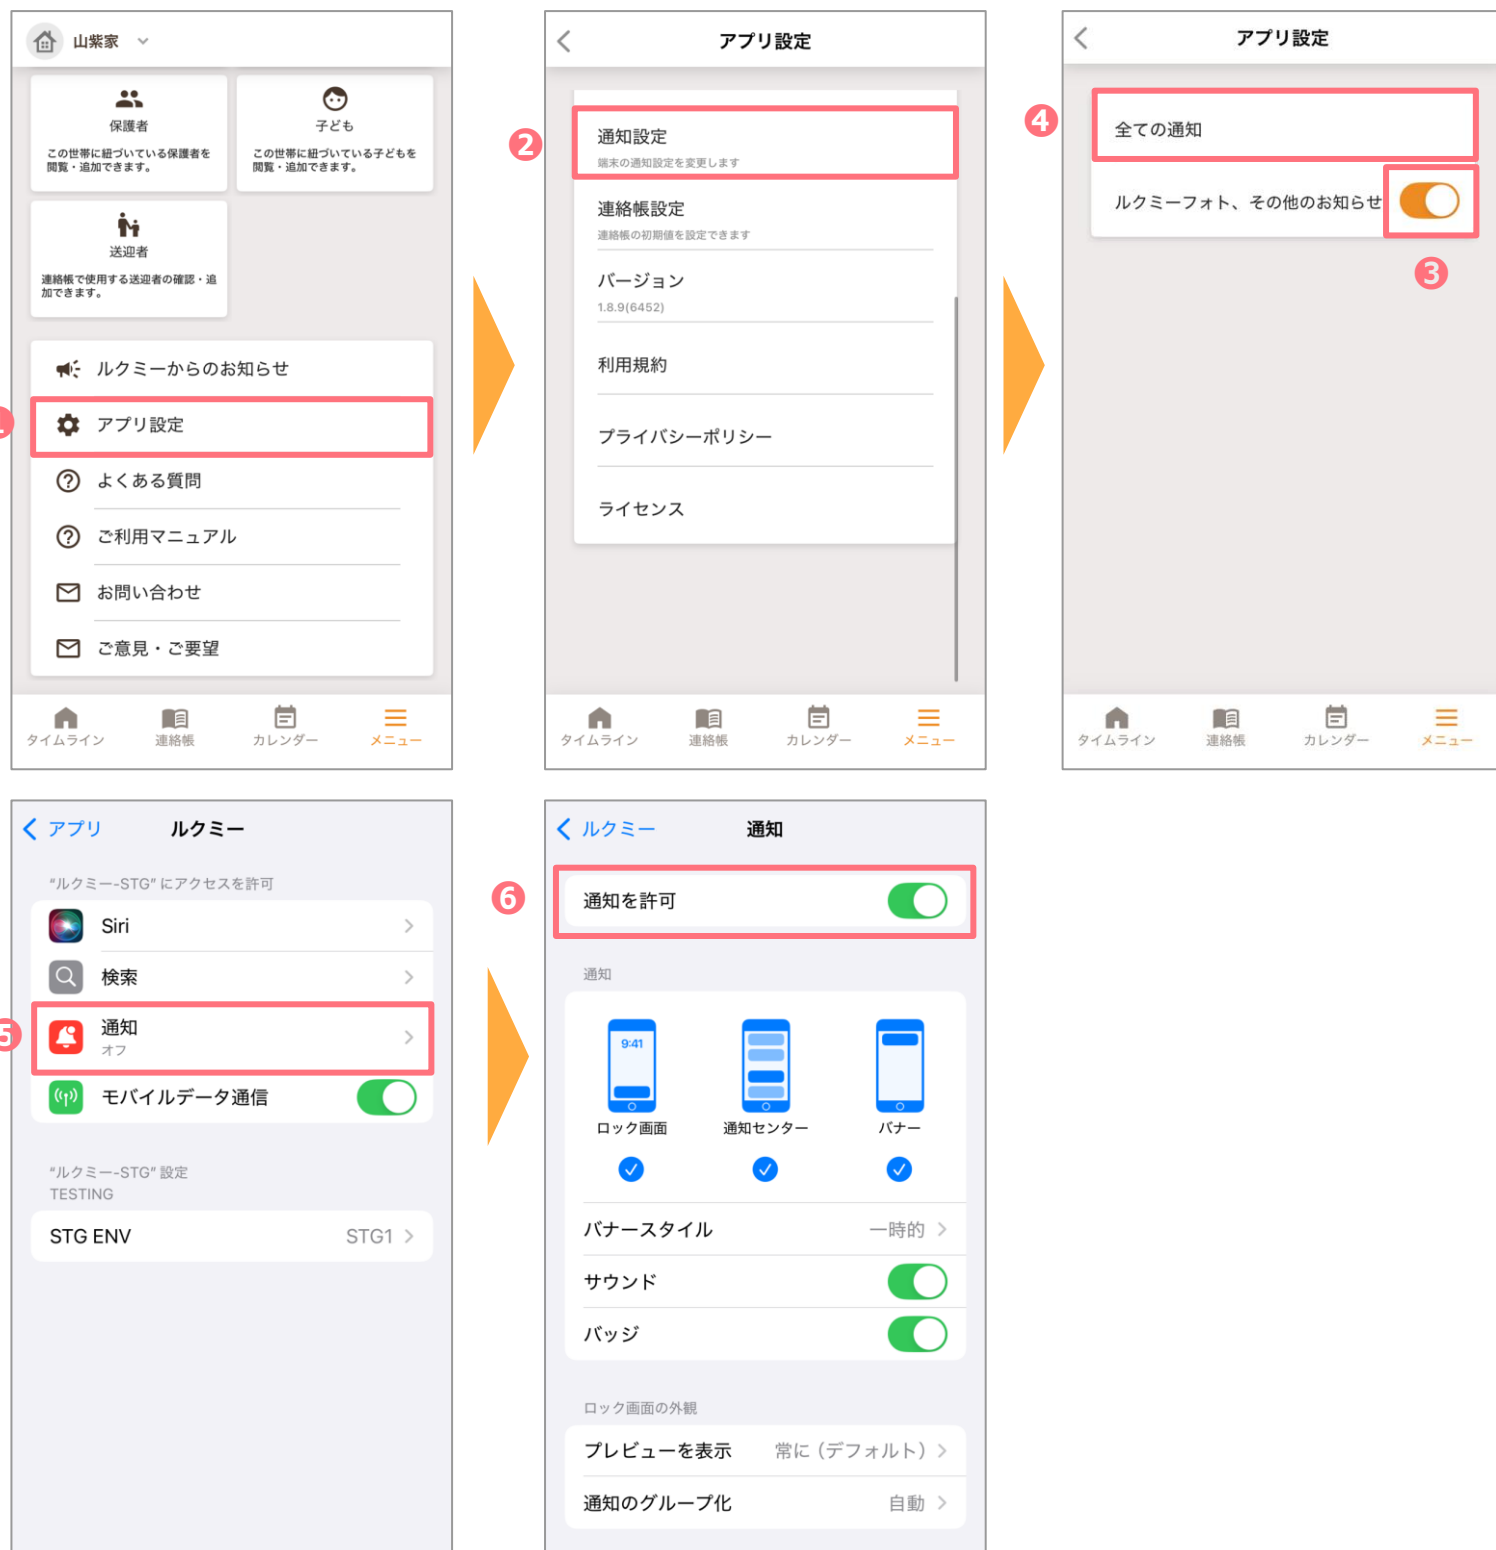 山紫家
保護者
この世帯に紐づいている保護者を
閲覧・追加できます。
子ども
この世帯に紐づいている子どもを
閲覧・追加できます。
送迎者
連絡帳で使用する送迎者の確認・追
加できます。
ルクミーからのお知らせ
アプリ設定
よくある質問
ご利用マニュアル
お問い合わせ
ご意見・ご要望
タイムライン
連絡帳
カレンダー
メニュー
2
アプリ設定
通知設定
端末の通知設定を変更します
連絡帳設定
連絡帳の初期値を設定できます
バージョン
1.8.9(6452)
利用規約
プライバシーポリシー
ライセンス
タイムライン
連絡帳
カレンダー
メニュー
アプリ設定
4
全ての通知
ルクミーフォト、その他のお知らせ
3
タイムライン
連絡帳
カレンダー
メニュー
アプリ
ルクミー
“ルクミー-STG” にアクセスを許可
Siri
検索
5
通知
オフ
モバイルデータ通信
“ルクミー-STG” 設定
TESTING
STG ENV
STG1
ルクミー
通知
6
通知を許可
通知
9:41
ロック画面
通知センター
バナー
バナースタイル
一時的
サウンド
バッジ
ロック画面の外観
プレビューを表示
常に（デフォルト）
通知のグループ化
自動